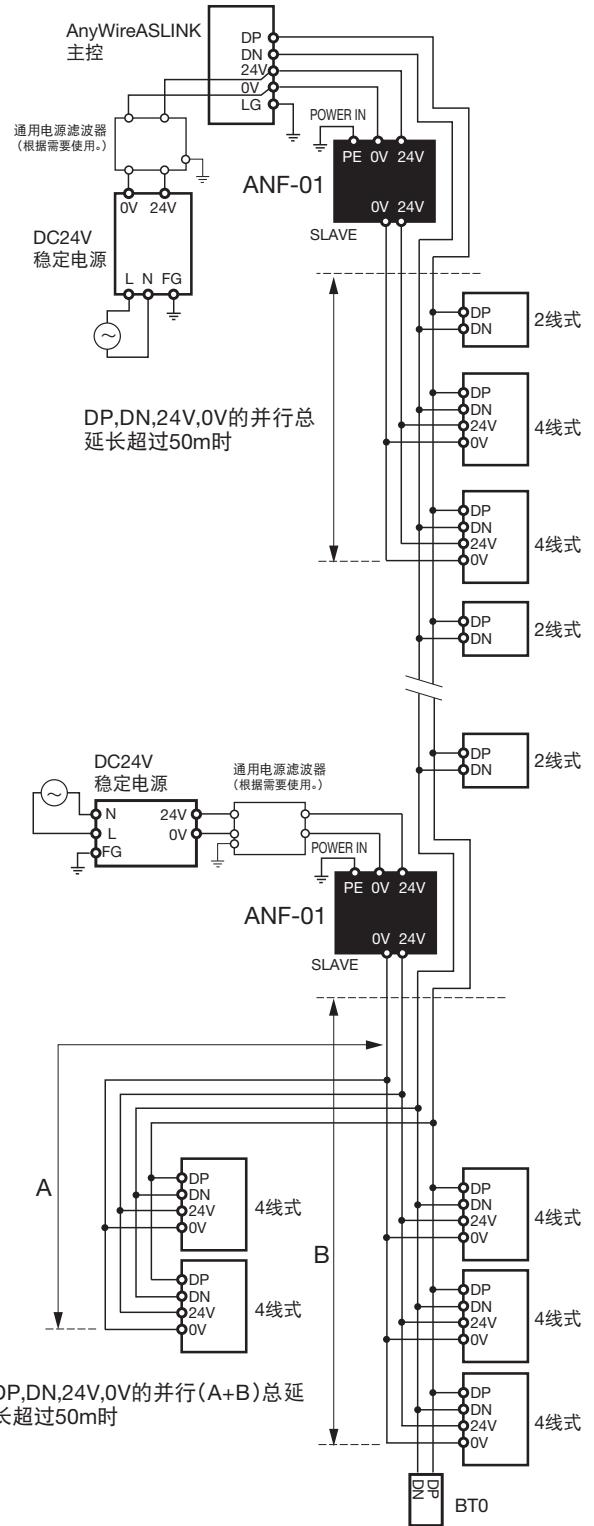 AnyWireASLINK
主控
DP
DN
24V
0V
LG
通用电源滤波器
（根据需要使用。）
POWER IN
PE 0V 24V
ANF-01
0V 24V
SLAVE
0V 24V
DC24V
稳定电源
L N FG
DP
DN
2线式
DP,DN,24V,0V的并行总
延长超过50m时
DP
DN
24V
0V
4线式
DP
DN
24V
0V
4线式
DP
DN
2线式
DP
DN
2线式
DC24V
稳定电源
通用电源滤波器
（根据需要使用。）
N
L
FG
24V
0V
POWER IN
PE 0V 24V
ANF-01
0V 24V
SLAVE
A
B
DP
DN
24V
0V
4线式
DP
DN
24V
0V
4线式
DP
DN
24V
0V
4线式
DP
DN
24V
0V
4线式
DP
DN
24V
0V
4线式
DP,DN,24V,0V的并行（A+B）总延
长超过50m时
DP
DN
BT0